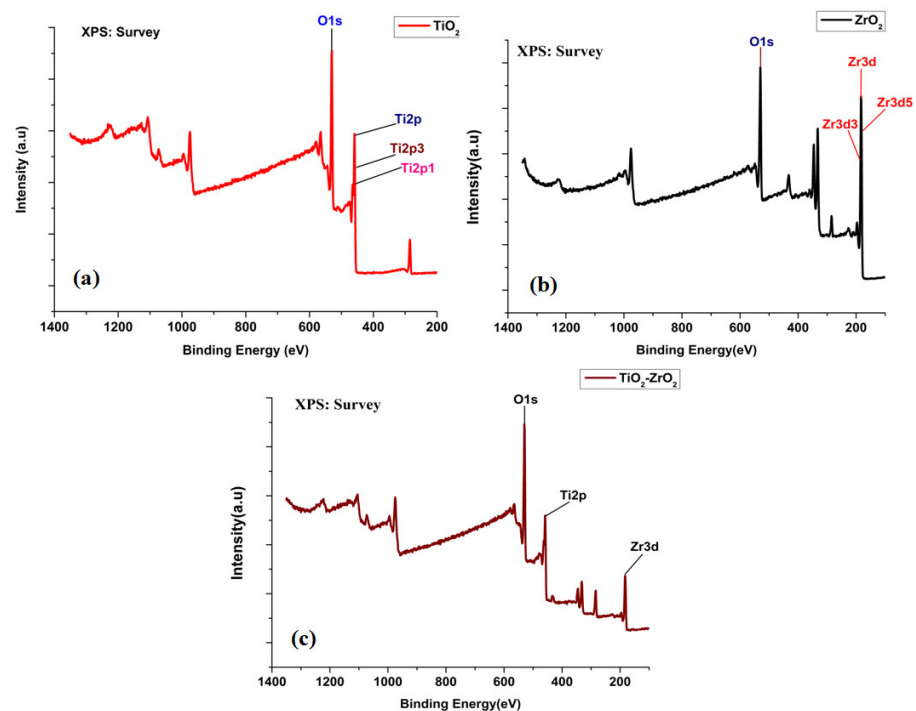 XPS: Survey
O1s
TiO2
Ti2p
Ti2p3
Ti2p1
Intensity (a.u)
(a)
1400 1200 1000 800 600 400 200
Binding Energy (eV)
XPS: Survey
O1s
ZrO2
Zr3d
Zr3d5
Zr3d3
Intensity (a.u)
(b)
1400 1200 1000 800 600 400 200
Binding Energy(eV)
TiO2-ZrO2
XPS: Survey
O1s
Ti2p
Zr3d
Intensity(a.u)
(c)
1400 1200 1000 800 600 400 200
Binding Energy(eV)